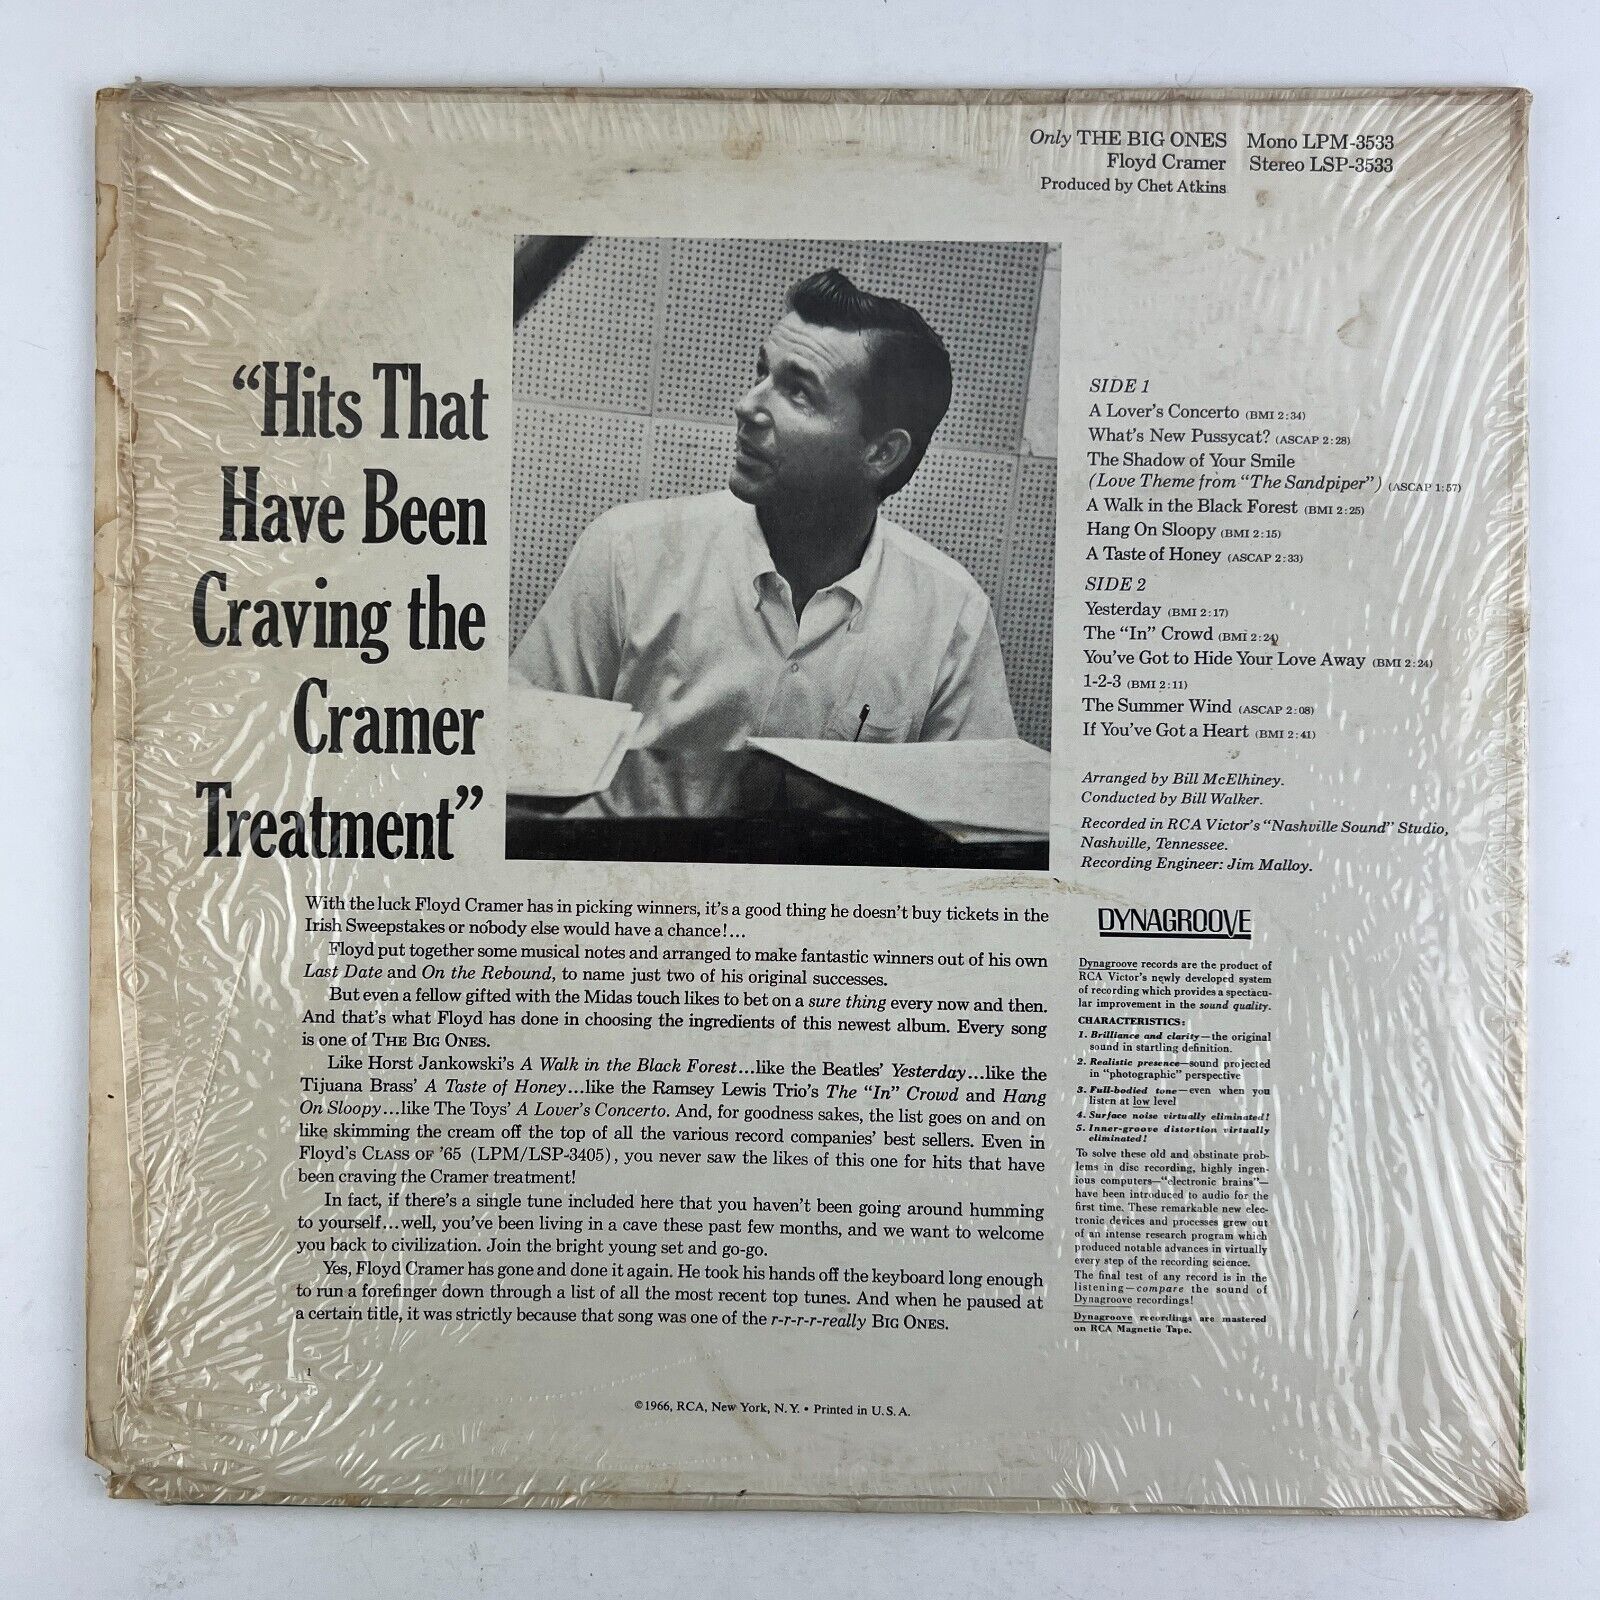 Only THE BIG ONES Mono LPM-3533
Floyd Cramer Stereo LSP-3533
Produced by Chet Atkins
“Hits That
Have Been
Craving the
Cramer
Treatment”
SIDE 1
A Lover's Concerto (BMI 2:34)
What's New Pussycat? (ASCAP 2:28)
The Shadow of Your Smile
(Love Theme from “The Sandpiper”) (ASCAP 1:57)
A Walk in the Black Forest (BMI 2:25)
Hang On Sloopy (BMI 2:15)
A Taste of Honey (ASCAP 2:33)
SIDE 2
Yesterday (BMI 2:17)
The “In” Crowd (BMI 2:24)
You've Got to Hide Your Love Away (BMI 2:24)
1-2-3 (BMI 2:11)
The Summer Wind (ASCAP 2:08)
If You've Got a Heart (BMI 2:41)
Arranged by Bill McElhiney.
Conducted by Bill Walker.
Recorded in RCA Victor's “Nashville Sound” Studio,
Nashville, Tennessee.
Recording Engineer: Jim Malloy.
With the luck Floyd Cramer has in picking winners, it's a good thing he doesn't buy tickets in the
Irish Sweepstakes or nobody else would have a chance!...
Floyd put together some musical notes and arranged to make fantastic winners out of his own
Last Date and On the Rebound, to name just two of his original successes.
But even a fellow gifted with the Midas touch likes to bet on a sure thing every now and then.
And that's what Floyd has done in choosing the ingredients of this newest album. Every song
is one of THE BIG ONES.
Like Horst Jankowski's A Walk in the Black Forest...like the Beatles' Yesterday...like the
Tijuana Brass' A Taste of Honey...like the Ramsey Lewis Trio's The “In” Crowd and Hang
On Sloopy...like The Toys' A Lover's Concerto. And, for goodness sakes, the list goes on and on
like skimming the cream off the top of all the various record companies' best sellers. Even in
Floyd's CLASS OF '65 (LPM/LSP-3405), you never saw the likes of this one for hits that have
been craving the Cramer treatment!
In fact, if there's a single tune included here that you haven't been going around humming
to yourself...well, you've been living in a cave these past few months, and we want to welcome
you back to civilization. Join the bright young set and go-go.
Yes, Floyd Cramer has gone and done it again. He took his hands off the keyboard long enough
to run a forefinger down through a list of all the most recent top tunes. And when he paused at
a certain title, it was strictly because that song was one of the r-r-r-r-really BIG ONES.
DYNAGROOVE
Dynagroove records are the product of
RCA Victor's newly developed system
of recording which provides a spectacu-
lar improvement in the sound quality.
CHARACTERISTICS:
1. Brilliance and clarity—the original
sound in startling definition.
2. Realistic presence—sound projected
in “photographic” perspective
3. Full-bodied tone—even when you
listen at low level
4. Surface noise virtually eliminated!
5. Inner-groove distortion virtually
eliminated!
To solve these old and obstinate prob-
lems in disc recording, highly ingen-
ious computers—“electronic brains”—
have been introduced to audio for the
first time. These remarkable new elec-
tronic devices and processes grew out
of an intense research program which
produced notable advances in virtually
every step of the recording science.
The final test of any record is in the
listening—compare the sound of
Dynagroove recordings!
Dynagroove recordings are mastered
on RCA Magnetic Tape.
1
©1966, RCA, New York, N. Y. • Printed in U. S. A.